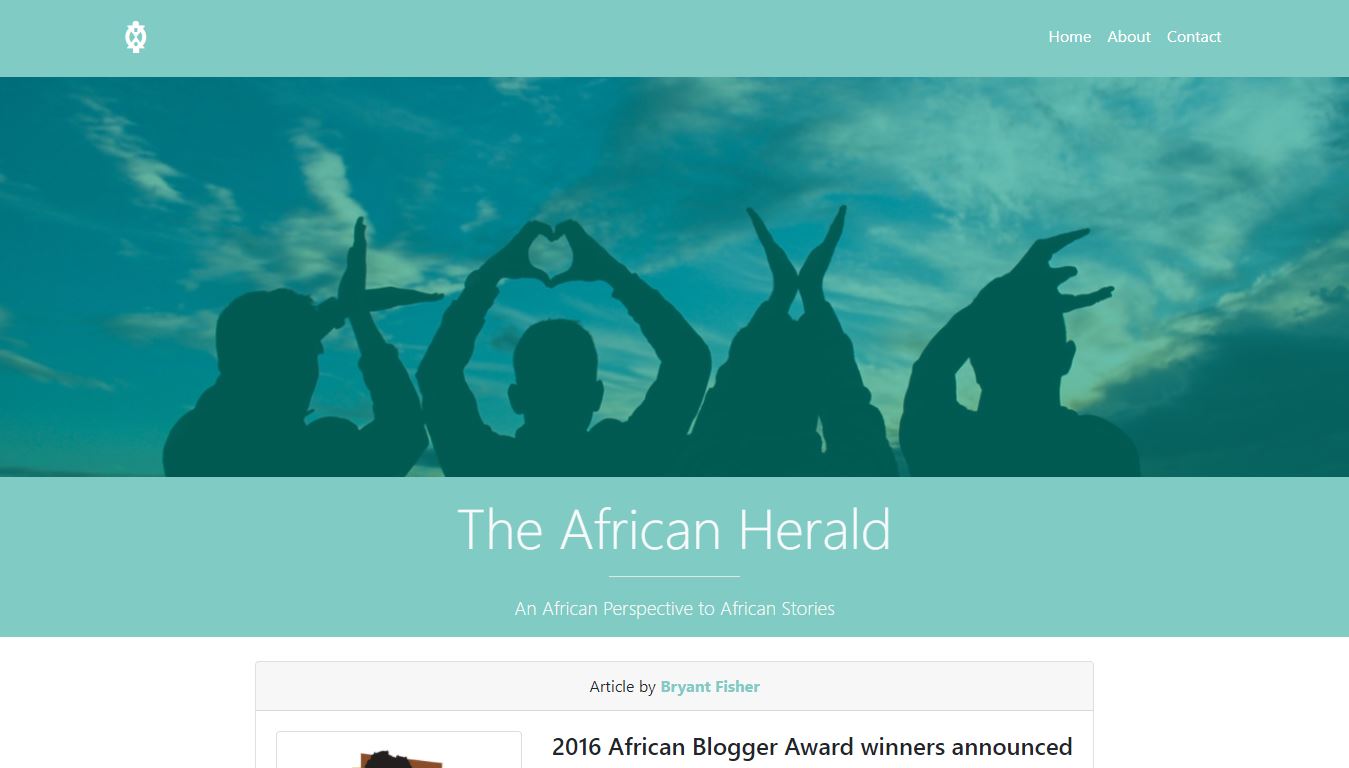 Home About Contact
The African Herald
An African Perspective to African Stories
Article by Bryant Fisher
2016 African Blogger Award winners announced